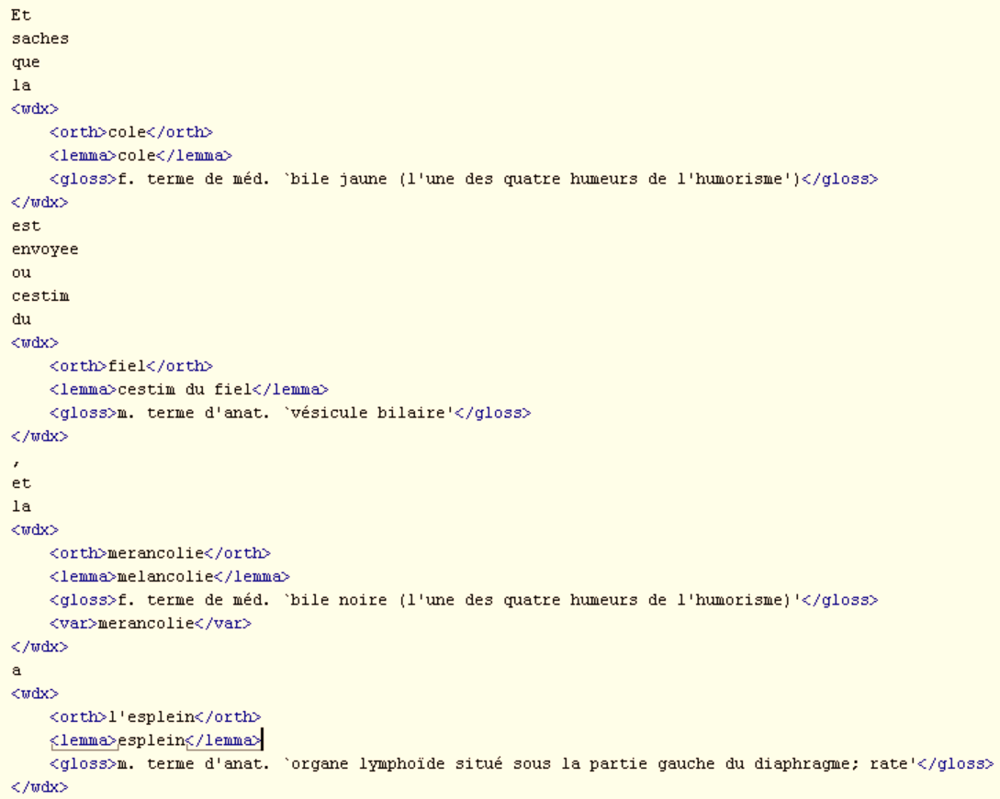 Et
saches
que
la
<wdx>
<orth>cole</orth>
<lemma>cole</lemma>
<gloss>f. terme de méd. `bile jaune (l'une des quatre humeurs de l'humorisme')</gloss>
</wdx>
est
envoyee
ou
cestim
du
<wdx>
<orth>fiel</orth>
<lemma>cestim du fiel</lemma>
<gloss>m. terme d'anat. `vésicule bilaire'</gloss>
</wdx>
,
et
la
<wdx>
<orth>merancolie</orth>
<lemma>melancolie</lemma>
<gloss>f. terme de méd. `bile noire (l'une des quatre humeurs de l'humorisme)'</gloss>
<var>merancolie</var>
</wdx>
a
<wdx>
<orth>l'esplein</orth>
<lemma>esplein</lemma>
<gloss>m. terme d'anat. `organe lymphoïde situé sous la partie gauche du diaphragme; rate'</gloss>
</wdx>